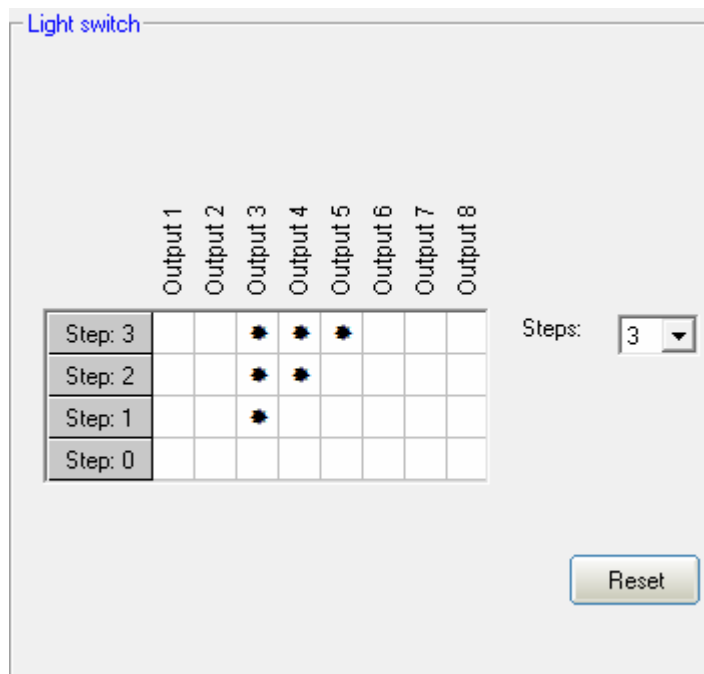 Light switch
Output 1
Output 2
Output 3
Output 4
Output 5
Output 6
Output 7
Output 8
Step: 3
Steps:
3
Step: 2
Step: 1
Step: 0
Reset